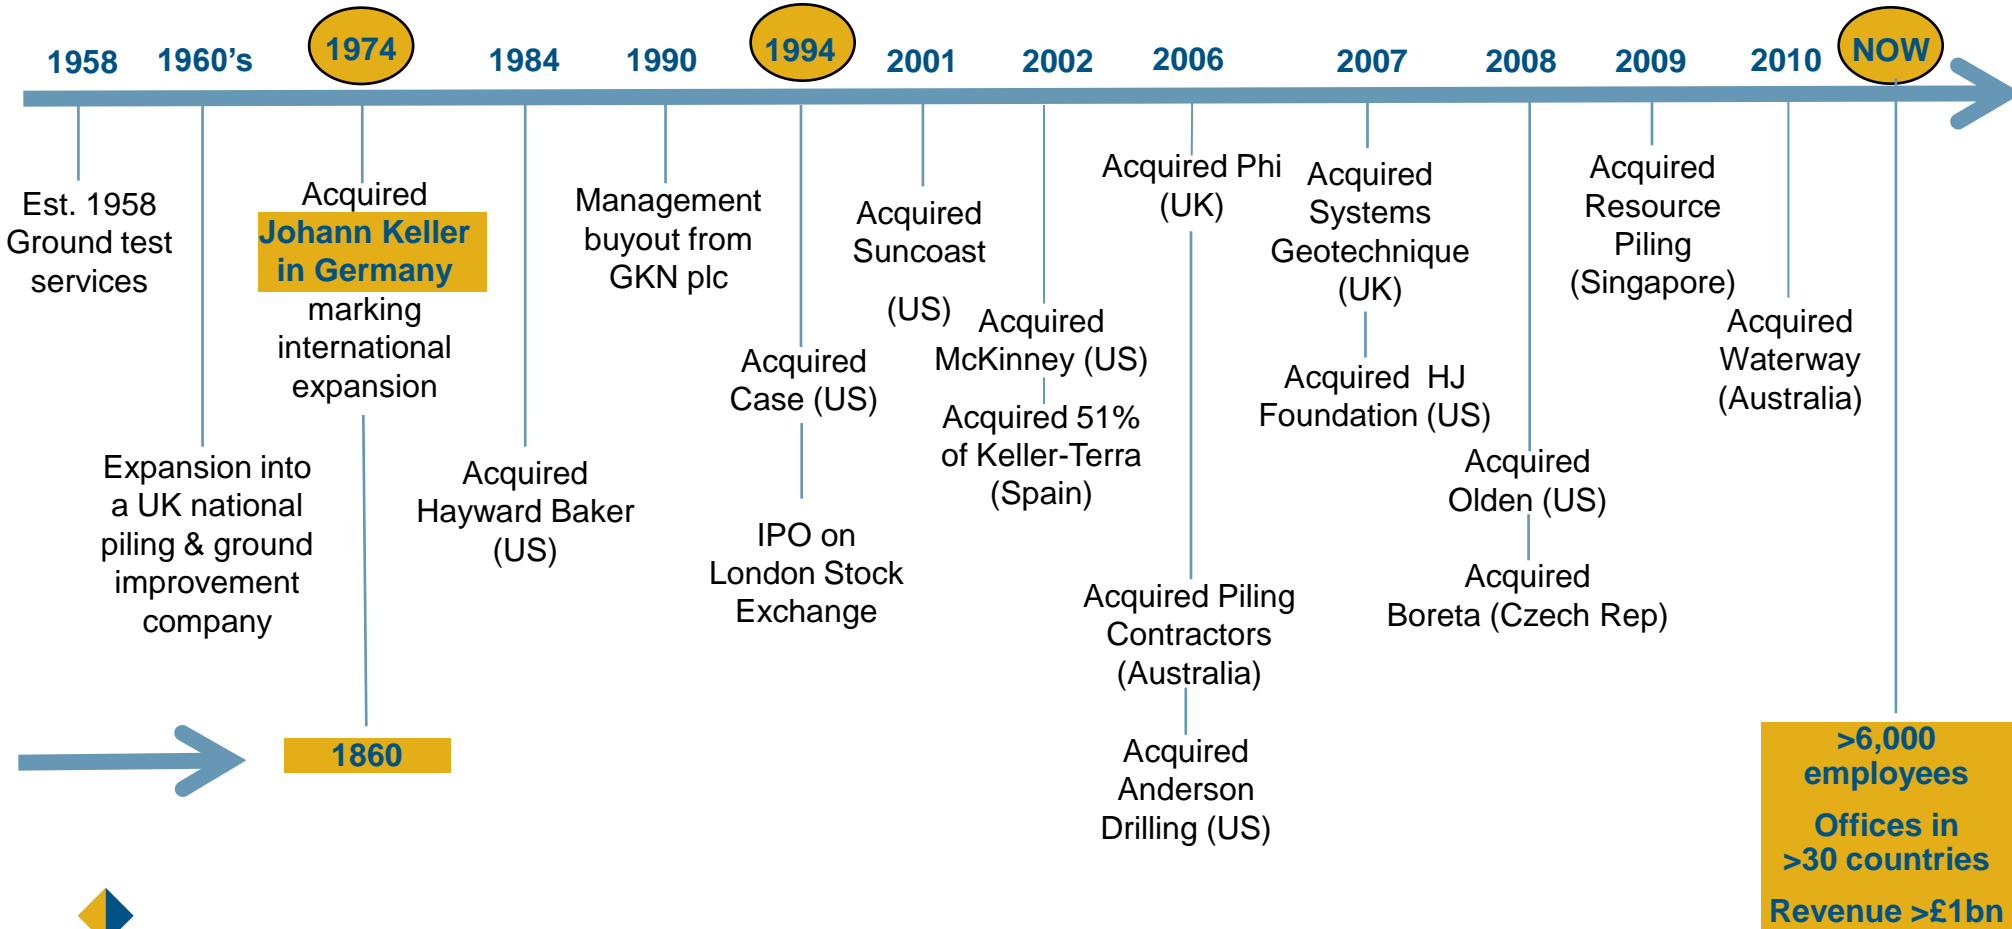 1958
1960’s
1974
1984
1990
1994
2001
2002
2006
2007
2008
2009
2010
NOW
Est. 1958
Ground test
services
Expansion into
a UK national
piling & ground
improvement
company
Acquired
Johann Keller
in Germany
marking
international
expansion
1860
Acquired
Hayward Baker
(US)
Management
buyout from
GKN plc
Acquired
Case (US)
IPO on
London Stock
Exchange
Acquired
Suncoast
(US)
Acquired
McKinney (US)
Acquired 51%
of Keller-Terra
(Spain)
Acquired Phi
(UK)
Acquired Piling
Contractors
(Australia)
Acquired
Anderson
Drilling (US)
Acquired
Systems
Geotechnique
(UK)
Acquired HJ
Foundation (US)
Acquired
Olden (US)
Acquired
Boreta (Czech Rep)
Acquired
Resource
Piling
(Singapore)
Acquired
Waterway
(Australia)
>6,000
employees
Offices in
>30 countries
Revenue >£1bn